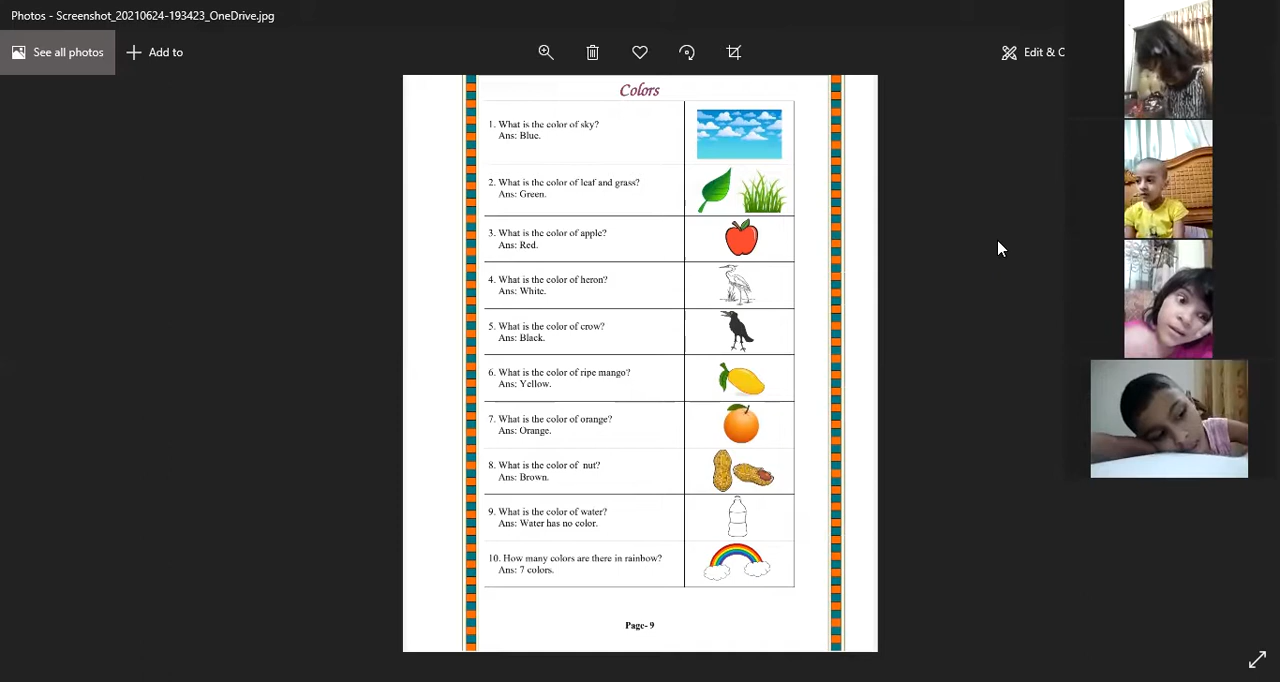 Photos - Screenshot_20210624-193423_OneDrive.jpg
See all photos
Add to
Edit & C
Colors
1. What is the color of sky?
Ans: Blue.
2. What is the color of leaf and grass?
Ans: Green.
3. What is the color of apple?
Ans: Red.
4. What is the color of heron?
Ans: White.
5. What is the color of crow?
Ans: Black.
6. What is the color of ripe mango?
Ans: Yellow.
7. What is the color of orange?
Ans: Orange.
8. What is the color of nut?
Ans: Brown.
9. What is the color of water?
Ans: Water has no color.
10. How many colors are there in rainbow?
Ans: 7 colors.
Page- 9